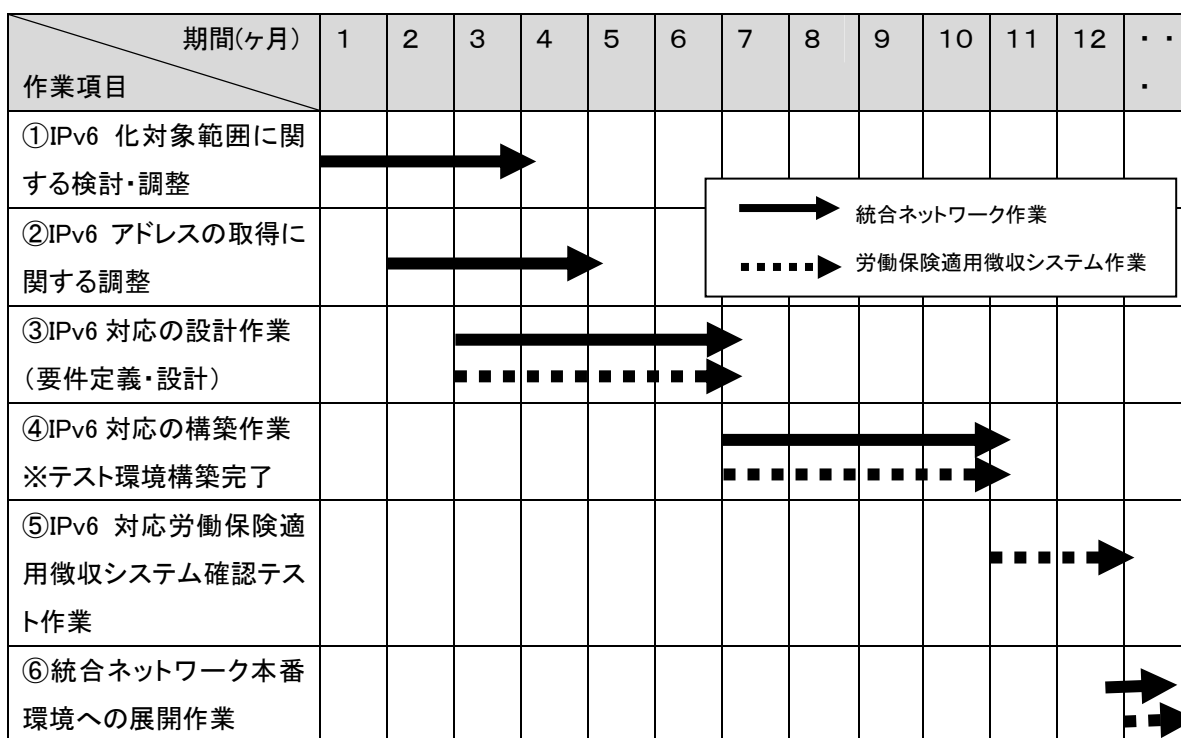 期間(ヶ月) 1 2 3 4 5 6 7 8 9 10 11 12 ・・
作業項目 ・
①IPv6 化対象範囲に関
する検討・調整
統合ネットワーク作業
労働保険適用徴収システム作業
②IPv6 アドレスの取得に
関する調整
③IPv6 対応の設計作業
(要件定義・設計)
④IPv6 対応の構築作業
※テスト環境構築完了
⑤IPv6 対応労働保険適
用徴収システム確認テス
ト作業
⑥統合ネットワーク本番
環境への展開作業